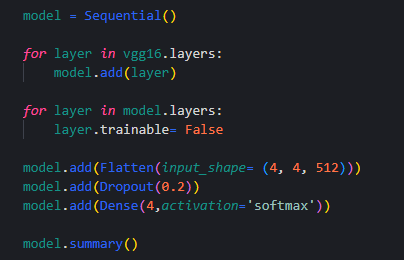 model = Sequential()
for layer in vgg16.layers:
    model.add(layer)
for layer in model.layers:
    layer.trainable= False
model.add(Flatten(input_shape= (4, 4, 512)))
model.add(Dropout(0.2))
model.add(Dense(4,activation='softmax'))
model.summary()